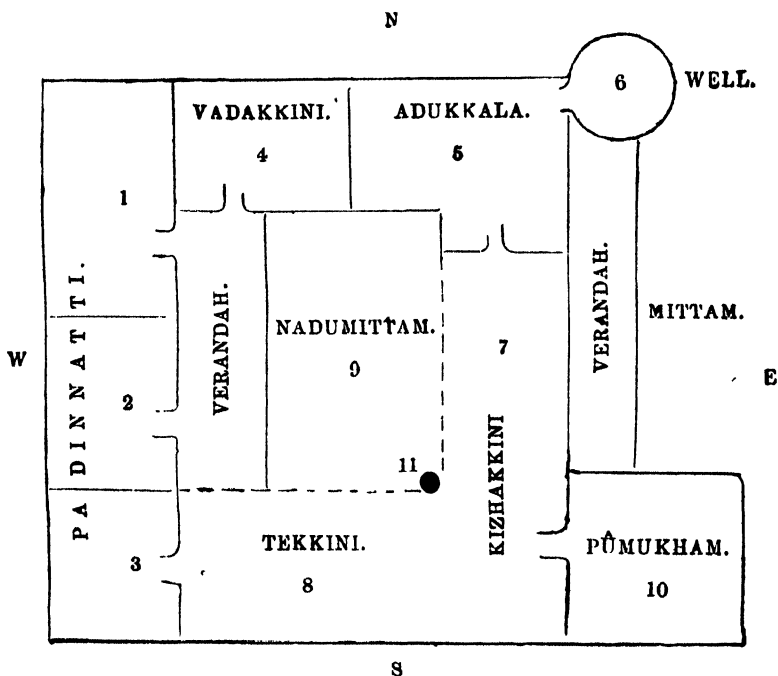 N
6
WELL.
VADAKKINI.
4
ADUKKALA.
5
1
PADINNATTI.
VERANDAH.
NADUMITTAM.
9
7
VERANDAH.
MITTAM.
W
E
2
11
KIZHAKKINI
3
TEKKINI.
8
PÛMUKHAM.
10
S